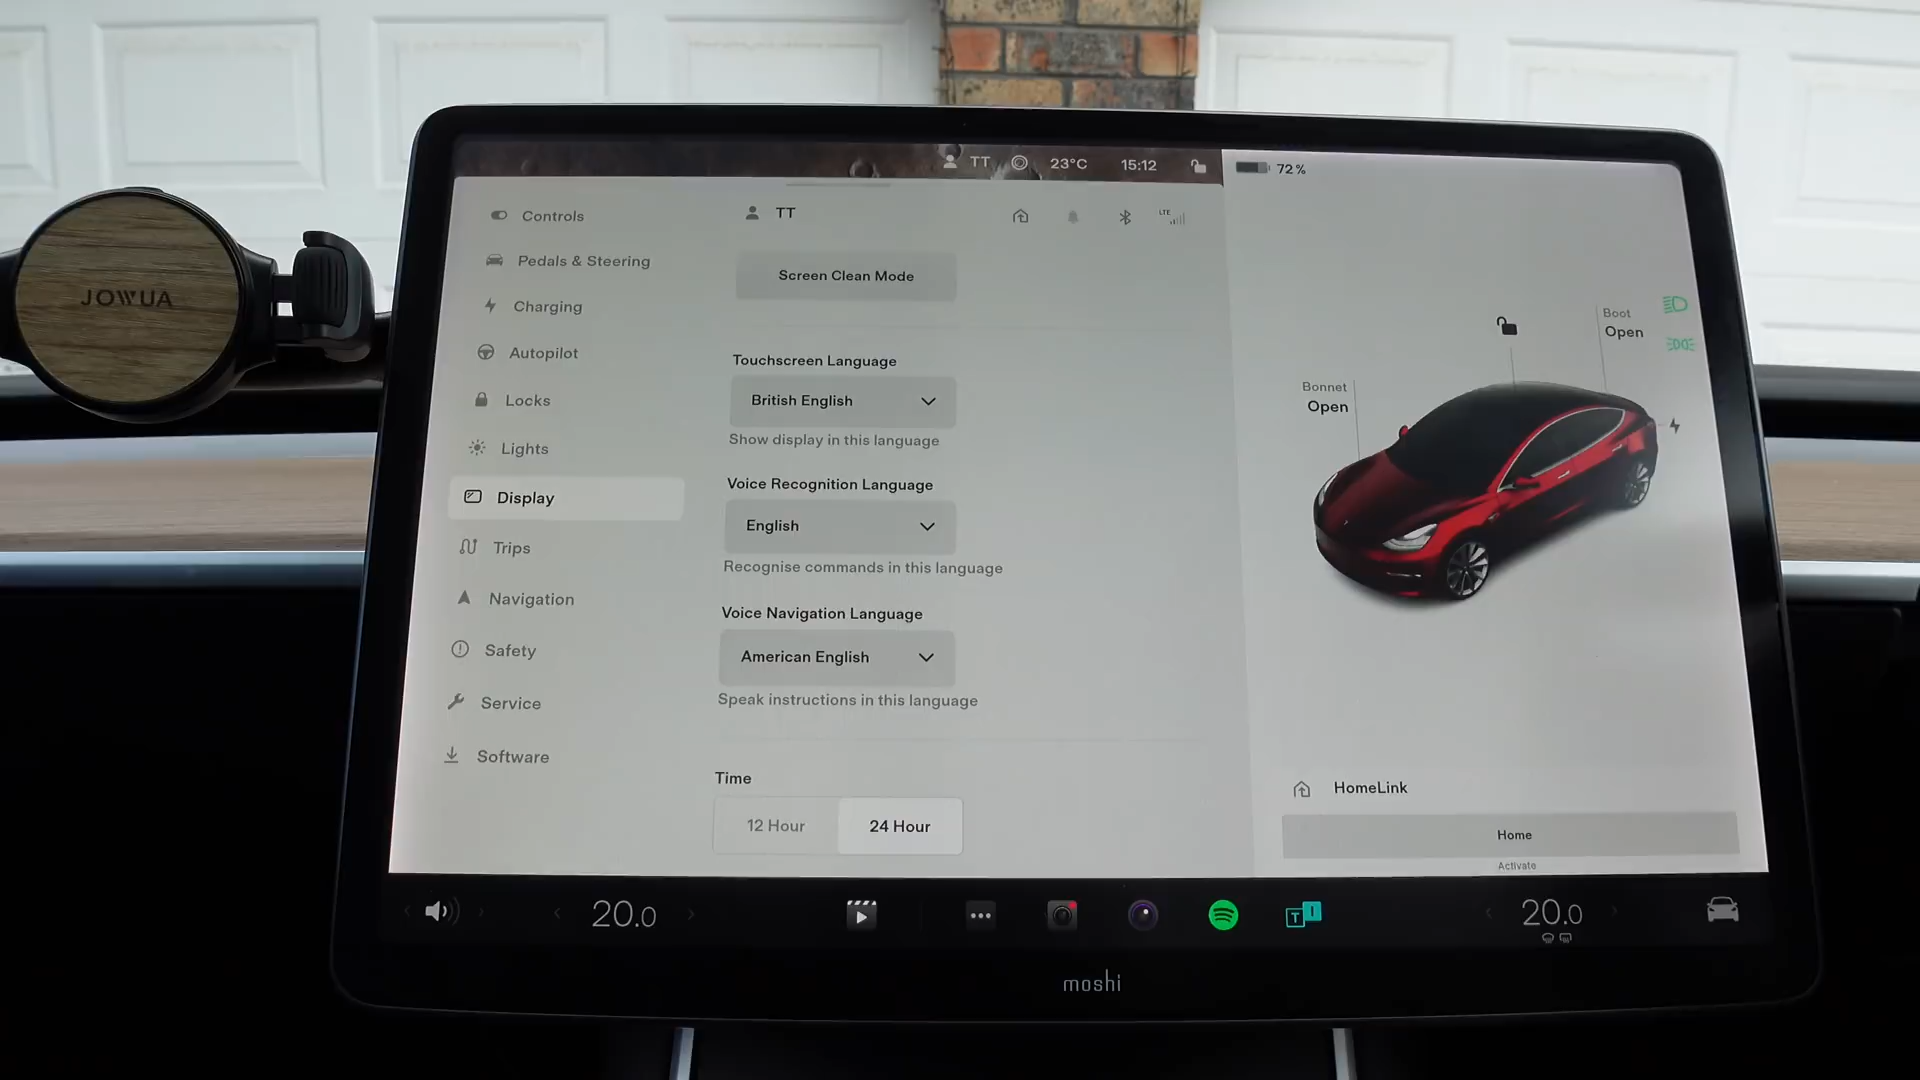 TT
23°C
15:12
72 %
JOWUA
Controls
Pedals & Steering
Charging
Autopilot
Locks
Lights
Display
Trips
Navigation
Safety
Service
Software
TT
LTE
Screen Clean Mode
Touchscreen Language
British English
Show display in this language
Voice Recognition Language
English
Recognise commands in this language
Voice Navigation Language
American English
Speak instructions in this language
Time
12 Hour
24 Hour
Boot
Open
Bonnet
Open
HomeLink
Home
Activate
20.0
T
20.0
moshi